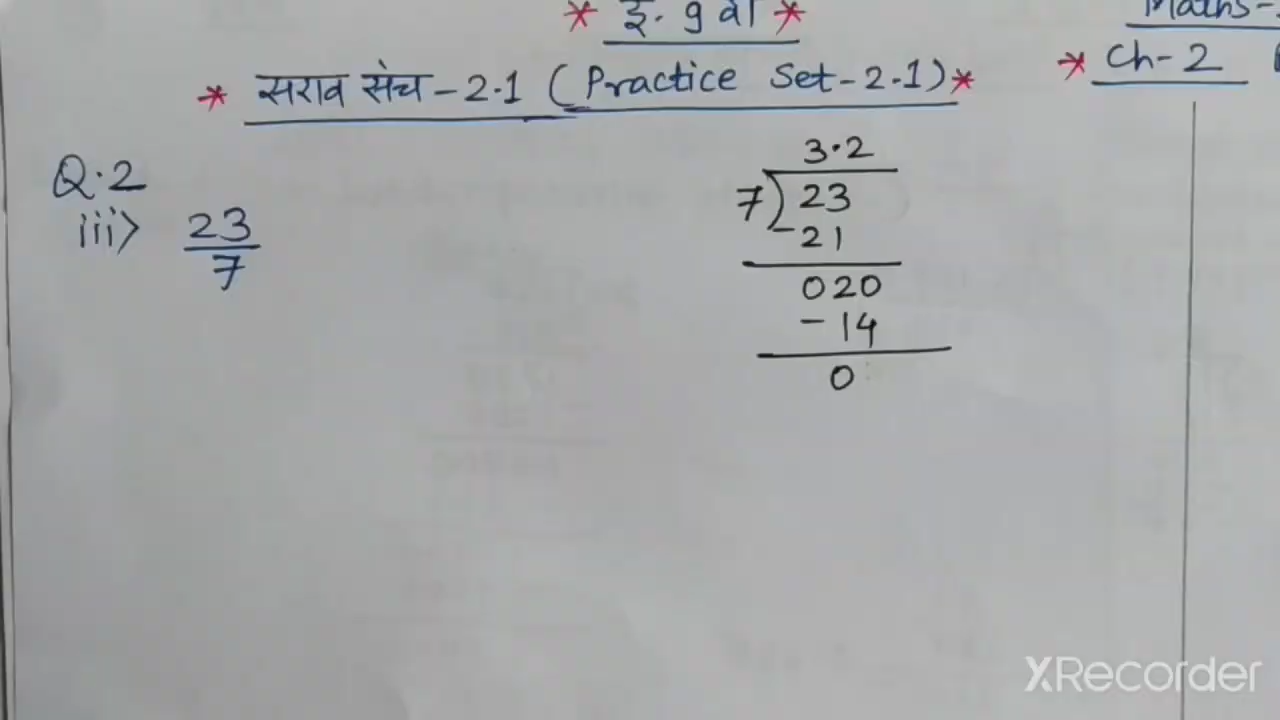 * इ. 9 वी *
Maths-
* सराव संच - 2.1 (Practice Set - 2.1) *
* Ch-2
Q.2
iii) 23/7
3.2
7) 23
- 21
020
- 14
0
XRecorder